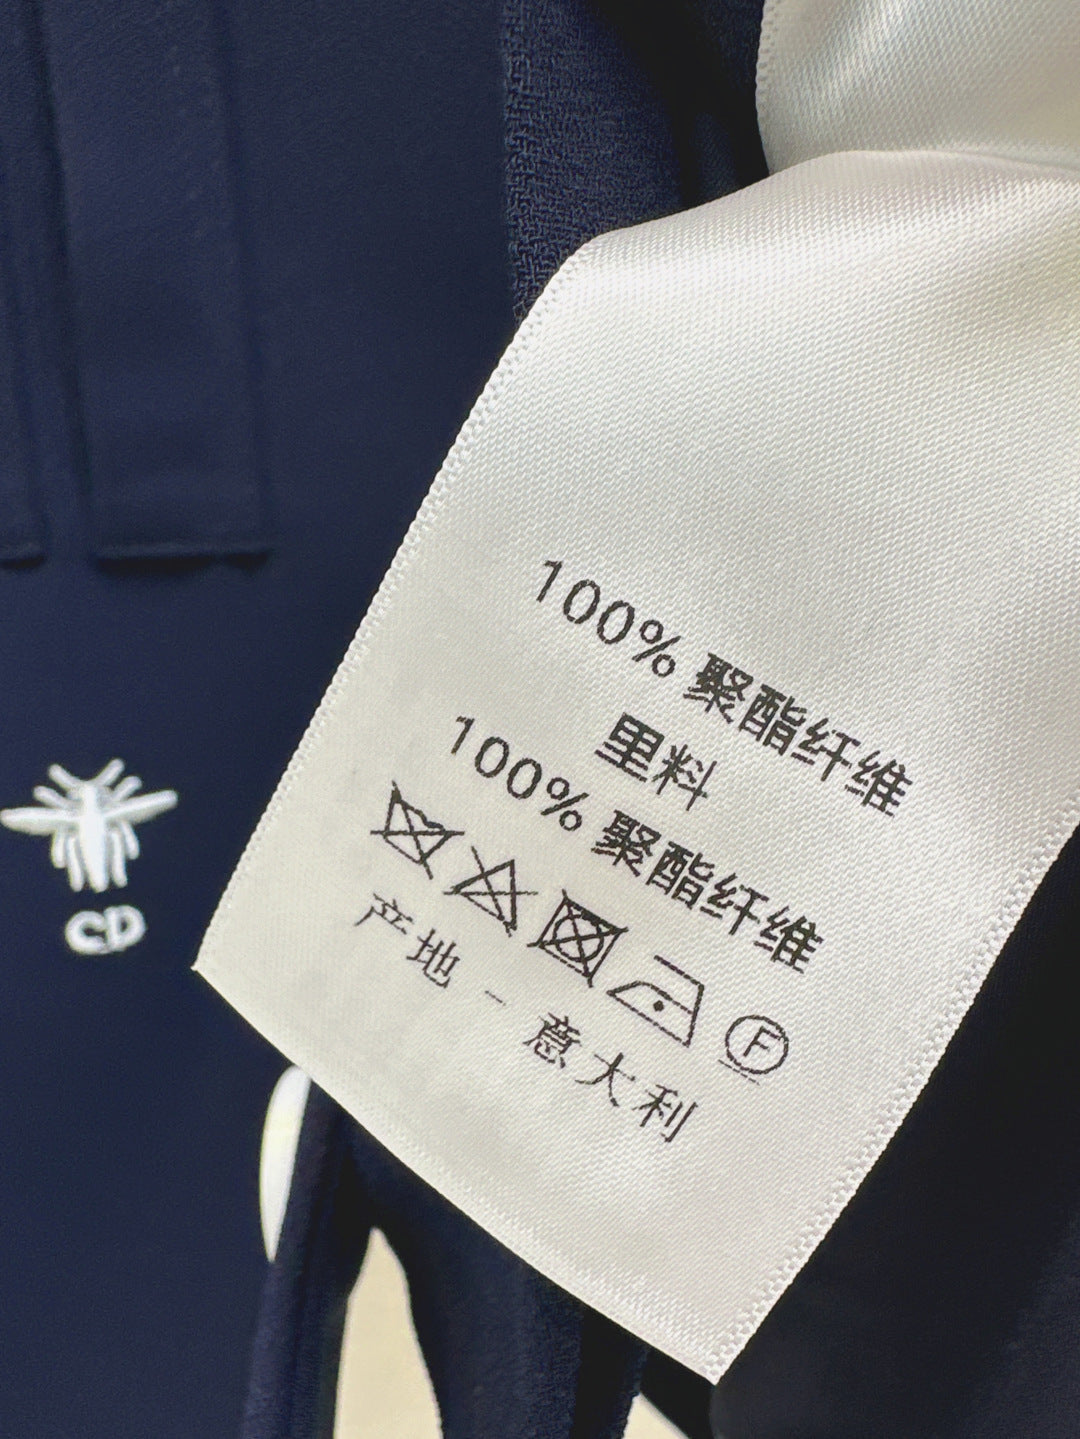 100% 聚酯纤维
里料
100% 聚酯纤维
F
产地 - 意大利
CD